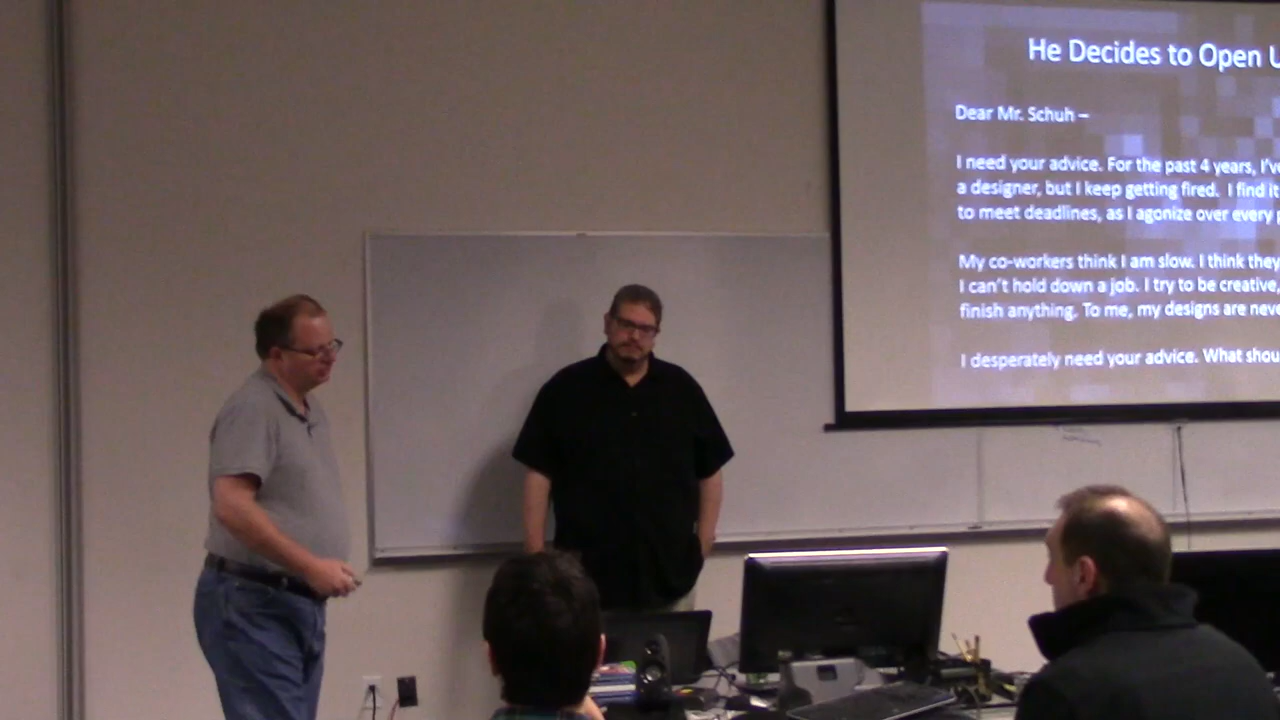 He Decides to Open U
Dear Mr. Schuh –
I need your advice. For the past 4 years, I've
a designer, but I keep getting fired. I find it
to meet deadlines, as I agonize over every
My co-workers think I am slow. I think they
I can't hold down a job. I try to be creative,
finish anything. To me, my designs are neve
I desperately need your advice. What shou